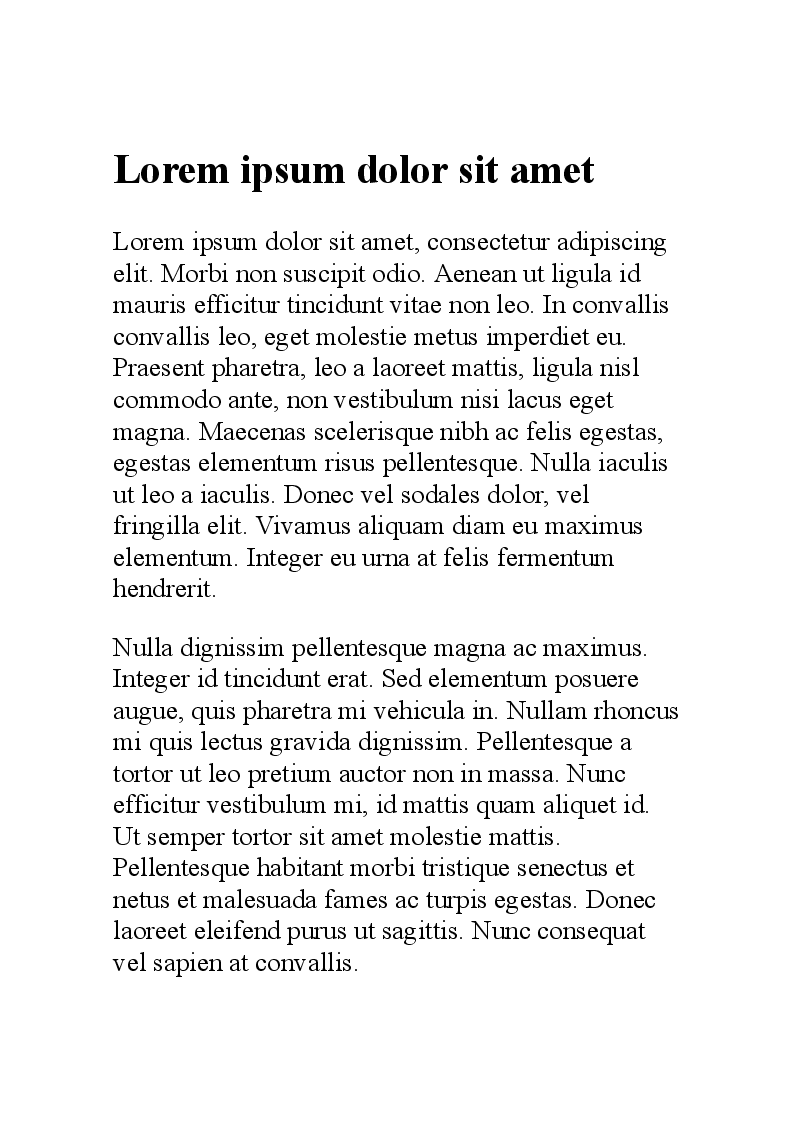 Lorem ipsum dolor sit amet
Lorem ipsum dolor sit amet, consectetur adipiscing
elit. Morbi non suscipit odio. Aenean ut ligula id
mauris efficitur tincidunt vitae non leo. In convallis
convallis leo, eget molestie metus imperdiet eu.
Praesent pharetra, leo a laoreet mattis, ligula nisl
commodo ante, non vestibulum nisi lacus eget
magna. Maecenas scelerisque nibh ac felis egestas,
egestas elementum risus pellentesque. Nulla iaculis
ut leo a iaculis. Donec vel sodales dolor, vel
fringilla elit. Vivamus aliquam diam eu maximus
elementum. Integer eu urna at felis fermentum
hendrerit.
Nulla dignissim pellentesque magna ac maximus.
Integer id tincidunt erat. Sed elementum posuere
augue, quis pharetra mi vehicula in. Nullam rhoncus
mi quis lectus gravida dignissim. Pellentesque a
tortor ut leo pretium auctor non in massa. Nunc
efficitur vestibulum mi, id mattis quam aliquet id.
Ut semper tortor sit amet molestie mattis.
Pellentesque habitant morbi tristique senectus et
netus et malesuada fames ac turpis egestas. Donec
laoreet eleifend purus ut sagittis. Nunc consequat
vel sapien at convallis.